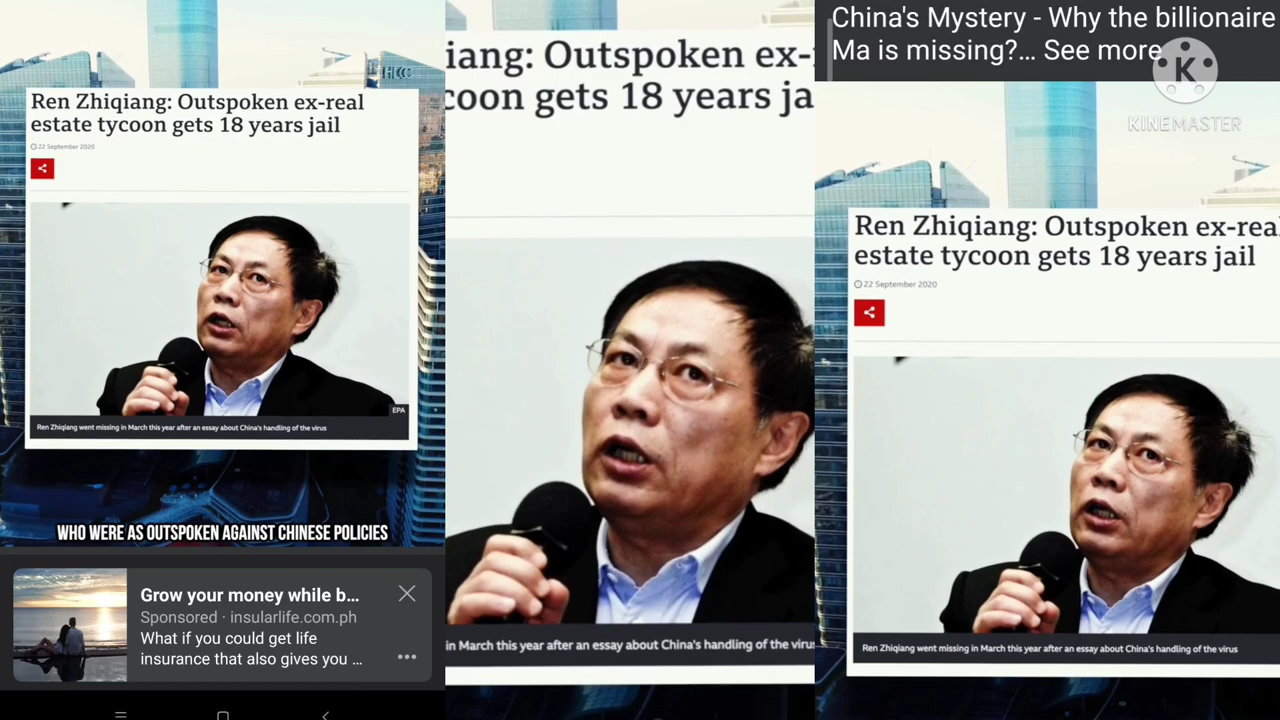 HLCC
Ren Zhiqiang: Outspoken ex-real
estate tycoon gets 18 years jail
22 September 2020
EPA
Ren Zhiqiang went missing in March this year after an essay about China's handling of the virus
WHO WERE AS OUTSPOKEN AGAINST CHINESE POLICIES
Grow your money while b...
Sponsored · insularlife.com.ph
What if you could get life
insurance that also gives you ...
iang: Outspoken ex-
coon gets 18 years ja
in March this year after an essay about China's handling of the virus
China's Mystery - Why the billionaire
Ma is missing?... See more
K
KINEMASTER
Ren Zhiqiang: Outspoken ex-rea
estate tycoon gets 18 years jail
22 September 2020
Ren Zhiqiang went missing in March this year after an essay about China's handling of the virus